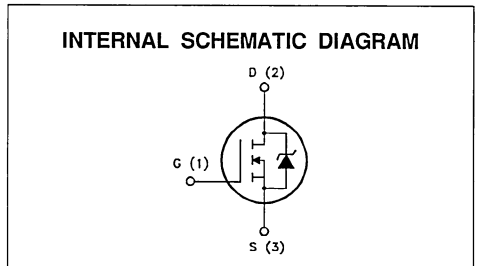 INTERNAL SCHEMATIC DIAGRAM
D (2)
G (1)
S (3)